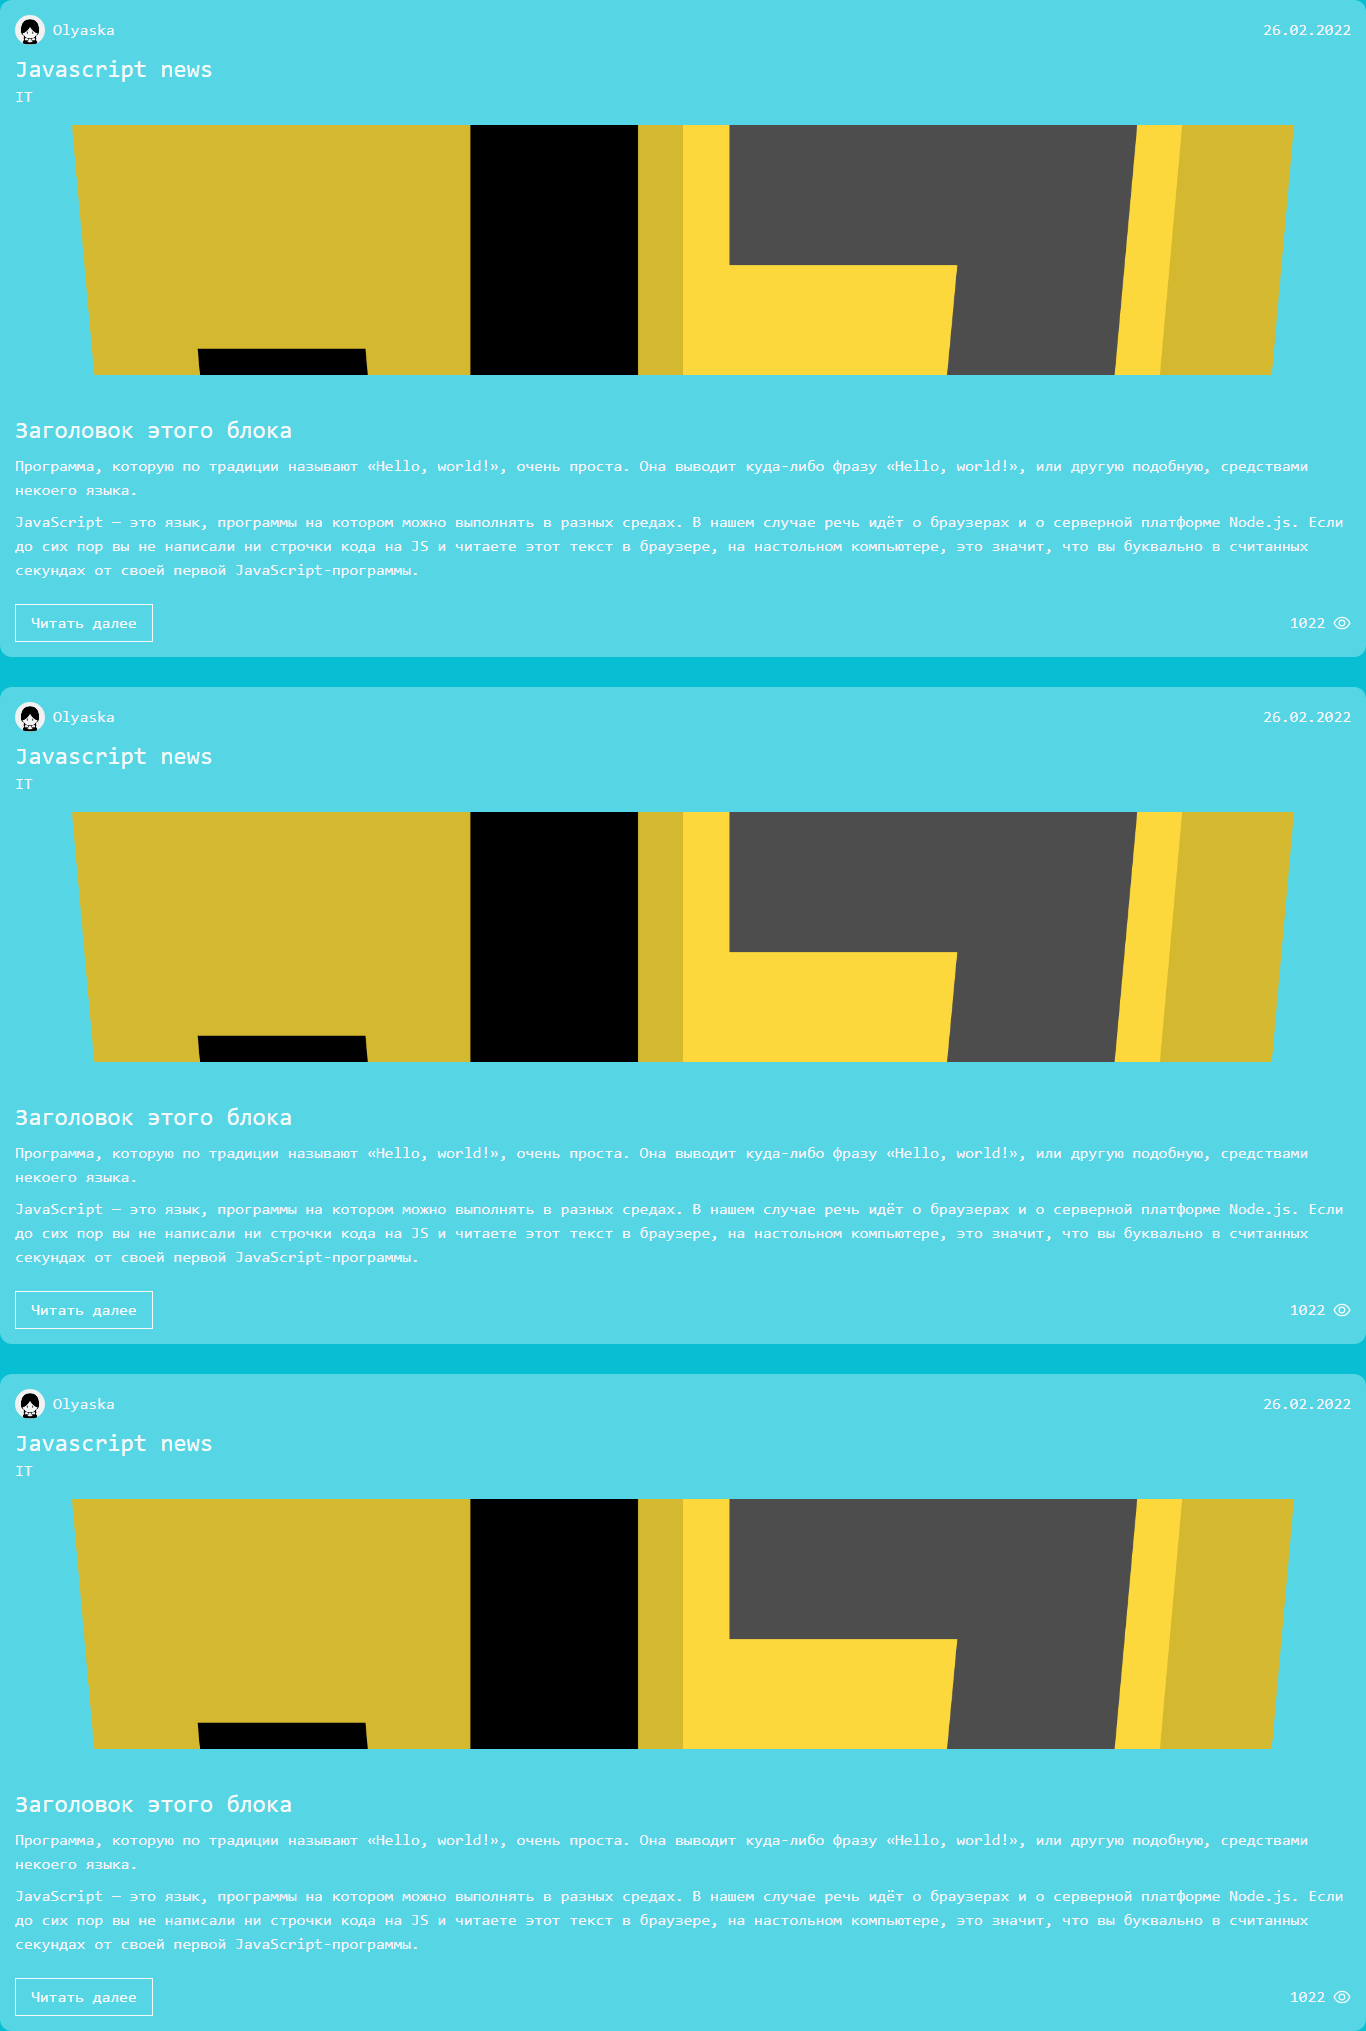 Olyaska
26.02.2022
Javascript news
IT
Заголовок этого блока
Программа, которую по традиции называют «Hello, world!», очень проста. Она выводит куда-либо фразу «Hello, world!», или другую подобную, средствами
некоего языка.
JavaScript — это язык, программы на котором можно выполнять в разных средах. В нашем случае речь идёт о браузерах и о серверной платформе Node.js. Если
до сих пор вы не написали ни строчки кода на JS и читаете этот текст в браузере, на настольном компьютере, это значит, что вы буквально в считанных
секундах от своей первой JavaScript-программы.
Читать далее
1022
Olyaska
26.02.2022
Javascript news
IT
Заголовок этого блока
Программа, которую по традиции называют «Hello, world!», очень проста. Она выводит куда-либо фразу «Hello, world!», или другую подобную, средствами
некоего языка.
JavaScript — это язык, программы на котором можно выполнять в разных средах. В нашем случае речь идёт о браузерах и о серверной платформе Node.js. Если
до сих пор вы не написали ни строчки кода на JS и читаете этот текст в браузере, на настольном компьютере, это значит, что вы буквально в считанных
секундах от своей первой JavaScript-программы.
Читать далее
1022
Olyaska
26.02.2022
Javascript news
IT
Заголовок этого блока
Программа, которую по традиции называют «Hello, world!», очень проста. Она выводит куда-либо фразу «Hello, world!», или другую подобную, средствами
некоего языка.
JavaScript — это язык, программы на котором можно выполнять в разных средах. В нашем случае речь идёт о браузерах и о серверной платформе Node.js. Если
до сих пор вы не написали ни строчки кода на JS и читаете этот текст в браузере, на настольном компьютере, это значит, что вы буквально в считанных
секундах от своей первой JavaScript-программы.
Читать далее
1022